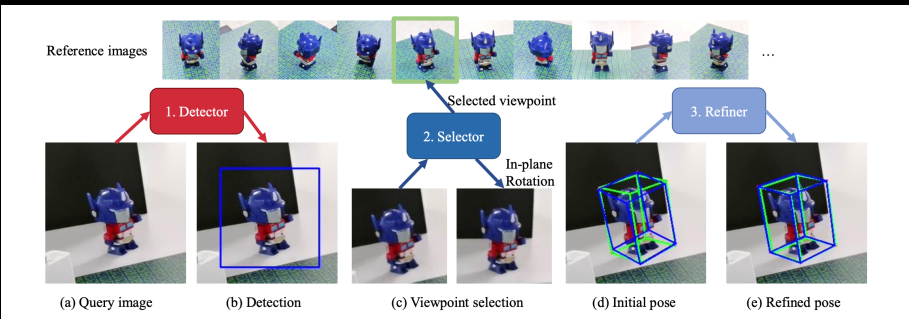 Reference images
...
1. Detector
3. Refiner
Selected viewpoint
2. Selector
In-plane
Rotation
(a) Query image
(b) Detection
(c) Viewpoint selection
(d) Initial pose
(e) Refined pose